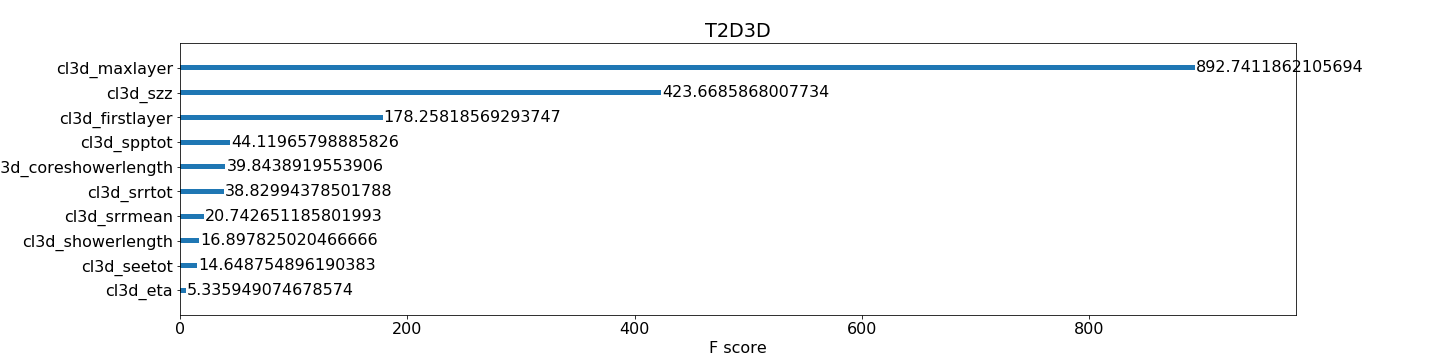 T2D3D
cl3d_maxlayer 892.7411862105694
cl3d_szz 423.6685868007734
cl3d_firstlayer 178.25818569293747
cl3d_spptot 44.11965798885826
3d_coreshowerlength 39.8438919553906
cl3d_srrtot 38.82994378501788
cl3d_srrmean 20.742651185801993
cl3d_showerlength 16.897825020466666
cl3d_seetot 14.648754896190383
cl3d_eta 5.335949074678574
0 200 400 600 800
F score